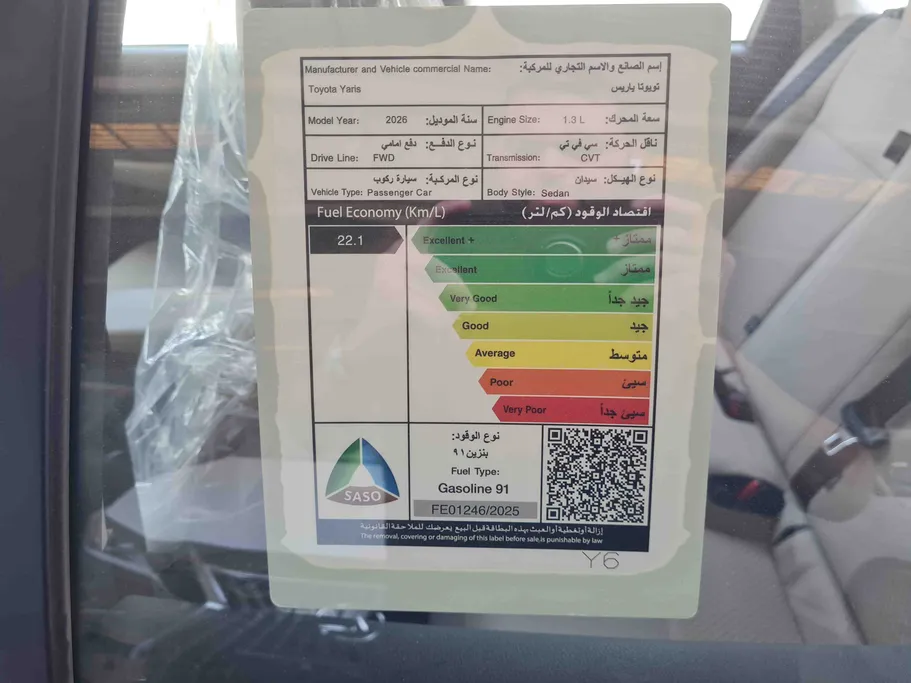 Manufacturer and Vehicle commercial Name: إسم الصانع والاسم التجاري للمركبة:
Toyota Yaris تويوتا ياريس
Model Year: 2026 سنة الموديل:
Engine Size: 1.3 L سعة المحرك:
نوع الدفع: دفع امامي
Drive Line: FWD
ناقل الحركة: سي في تي
Transmission: CVT
نوع المركبة: سيارة ركوب
Vehicle Type: Passenger Car
نوع الهيكل: سيدان
Body Style: Sedan
Fuel Economy (Km/L) اقتصاد الوقود (كم/لتر)
22.1
Excellent + ممتاز +
Excellent ممتاز
Very Good جيد جداً
Good جيد
Average متوسط
Poor سيئ
Very Poor سيئ جداً
SASO
نوع الوقود:
بنزين ٩١
Fuel Type:
Gasoline 91
FE01246/2025
إزالة أو تغطية أو العبث بهذه البطاقة قبل البيع يعرضك للملاحقة القانونية
The removal, covering or damaging of this label before sale,is punishable by law
Y6